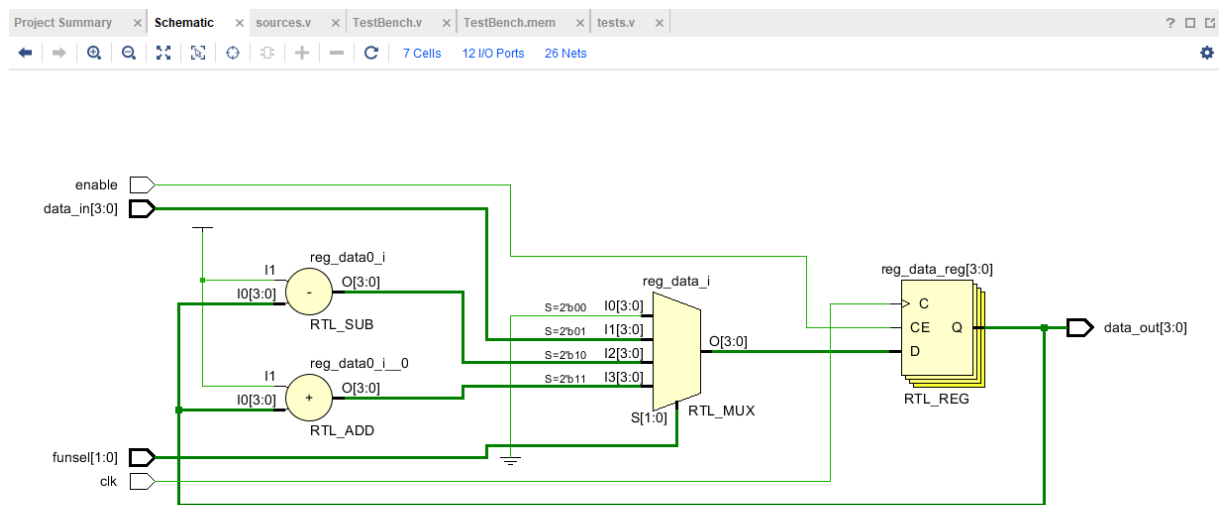 Project Summary × Schematic × sources.v × TestBench.v × TestBench.mem × tests.v × ?
7 Cells 12 I/O Ports 26 Nets
enable
data_in[3:0]
reg_data0_i
I1
O[3:0]
I0[3:0]
-
RTL_SUB
reg_data0_i__0
I1
O[3:0]
I0[3:0]
+
RTL_ADD
reg_data_i
S=2'b00 I0[3:0]
S=2'b01 I1[3:0]
S=2'b10 I2[3:0]
S=2'b11 I3[3:0]
O[3:0]
S[1:0]
RTL_MUX
reg_data_reg[3:0]
C
CE Q
D
RTL_REG
data_out[3:0]
funsel[1:0]
clk